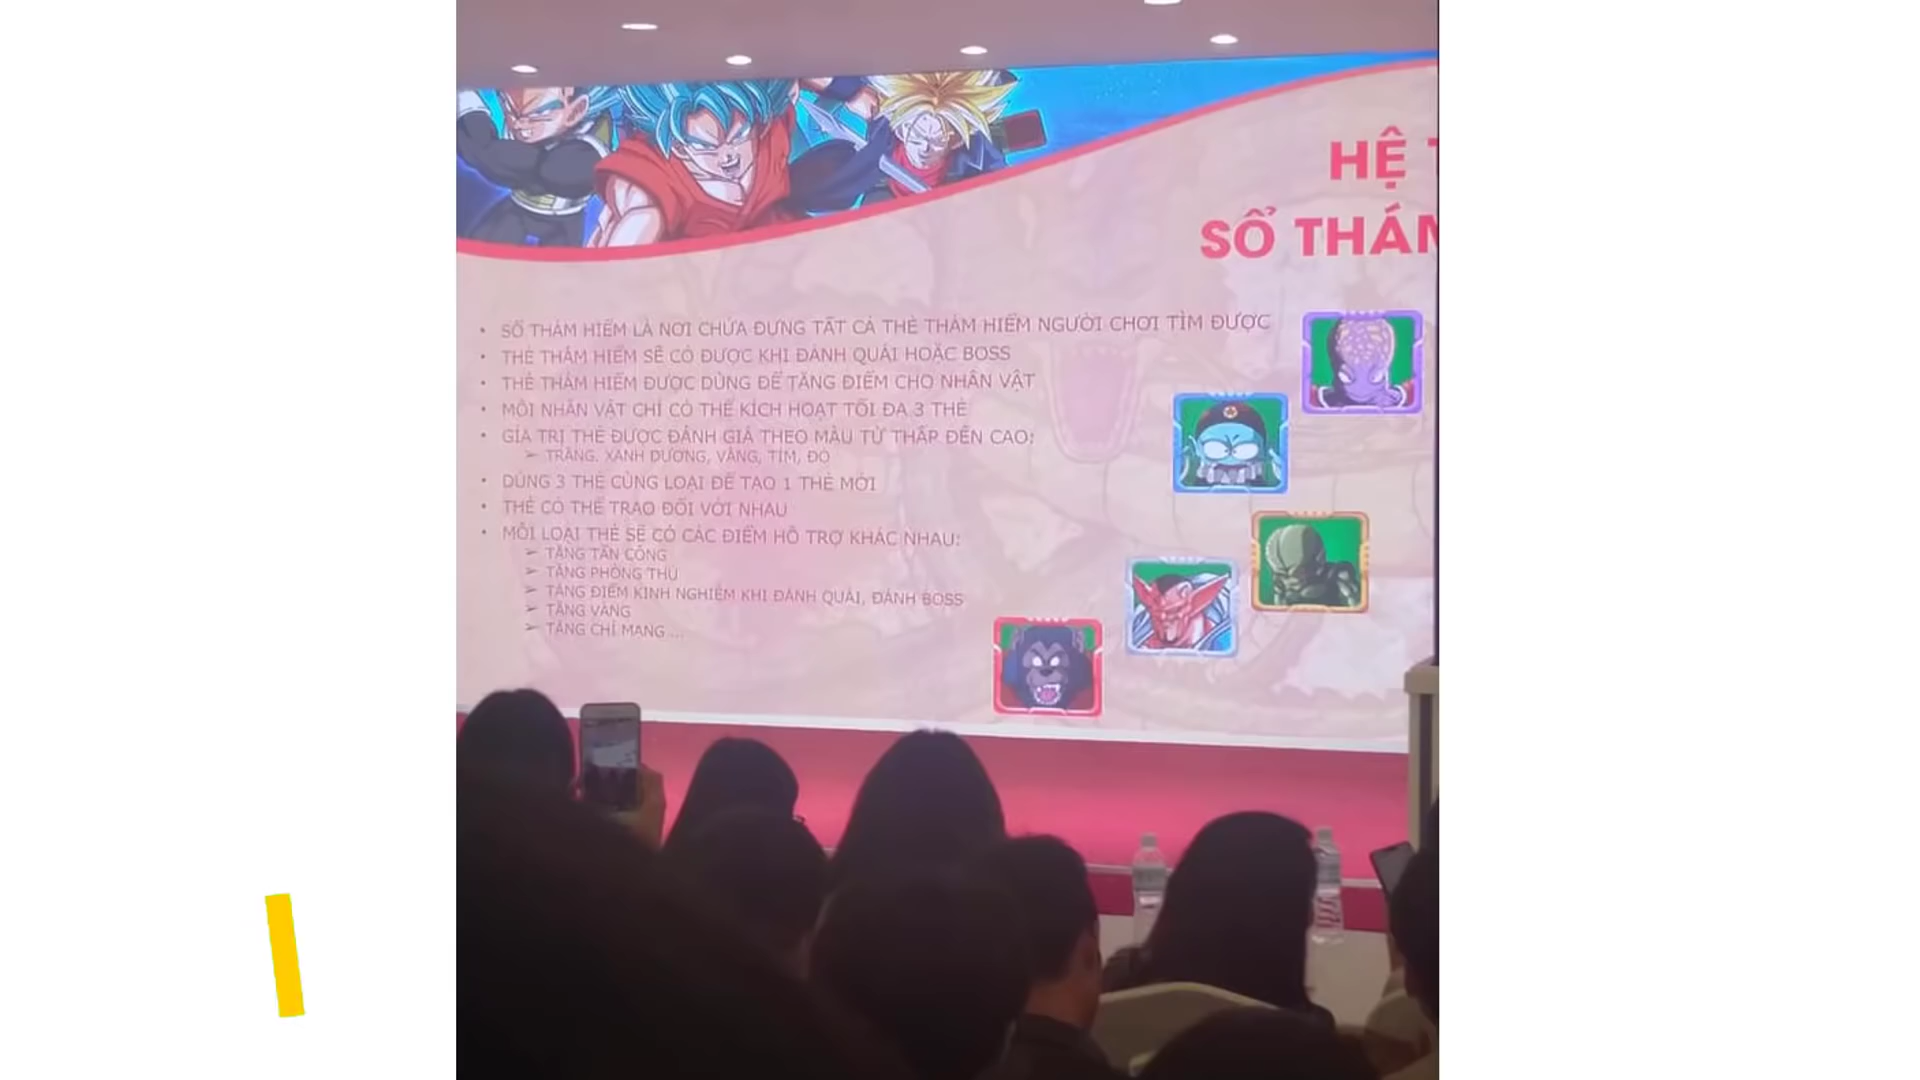 HỆ
SỔ THÁM
SỔ THÁM HIỂM LÀ NƠI CHỨA ĐỰNG TẤT CẢ THẺ THÁM HIỂM NGƯỜI CHƠI TÌM ĐƯỢC
THẺ THÁM HIỂM SẼ CÓ ĐƯỢC KHI ĐÁNH QUÁI HOẶC BOSS
THẺ THÁM HIỂM ĐƯỢC DÙNG ĐỂ TĂNG ĐIỂM CHO NHÂN VẬT
MỖI NHÂN VẬT CHỈ CÓ THỂ KÍCH HOẠT TỐI ĐA 3 THẺ
GIÁ TRỊ THẺ ĐƯỢC ĐÁNH GIÁ THEO MÀU TỪ THẤP ĐẾN CAO:
TRẮNG, XANH DƯƠNG, VÀNG, TÍM, ĐỎ
DÙNG 3 THẺ CÙNG LOẠI ĐỂ TẠO 1 THẺ MỚI
THẺ CÓ THỂ TRAO ĐỔI VỚI NHAU
MỖI LOẠI THẺ SẼ CÓ CÁC ĐIỂM HỖ TRỢ KHÁC NHAU:
TĂNG TẤN CÔNG
TĂNG PHÒNG THỦ
TĂNG ĐIỂM KINH NGHIỆM KHI ĐÁNH QUÁI, ĐÁNH BOSS
TĂNG VÀNG
TĂNG CHÍ MẠNG ...